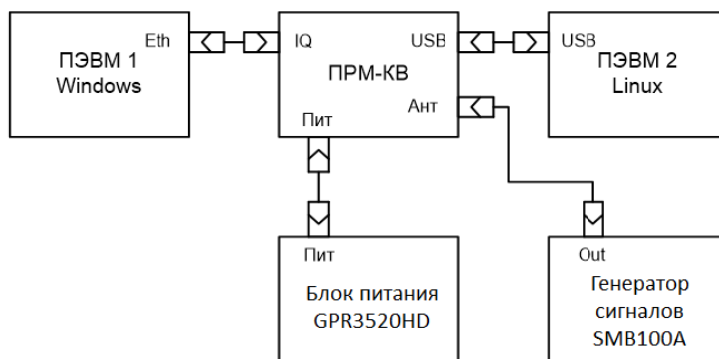 ПЭВМ 1
Windows
Eth
IQ
USB
ПРМ-КВ
Ант
Пит
USB
ПЭВМ 2
Linux
Пит
Блок питания
GPR3520HD
Out
Генератор
сигналов
SMB100A